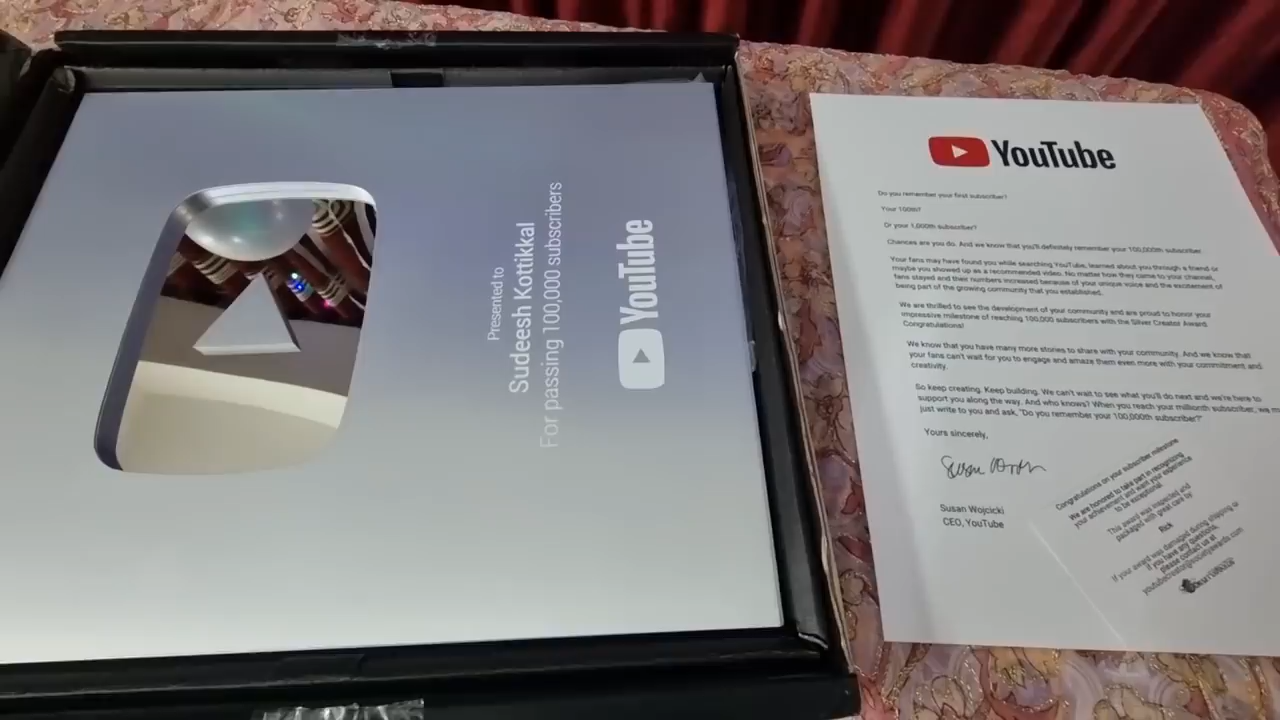 Presented to
Sudeesh Kottikkal
For passing 100,000 subscribers
YouTube
YouTube
Do you remember your first subscriber?
Your 100th?
Or your 1,000th subscriber?
Chances are you do. And we know that you'll definitely remember your 100,000th subscriber.
Your fans may have found you while searching YouTube, learned about you through a friend or
maybe you showed up as a recommended video. No matter how they came to your channel,
fans stayed and their numbers increased because of your unique voice and the excitement of
being part of the growing community that you established.
We are thrilled to see the development of your community and are proud to honor your
impressive milestone of reaching 100,000 subscribers with the Silver Creator Award.
Congratulations!
We know that you have many more stories to share with your community. And we know that
your fans can't wait for you to engage and amaze them even more with your commitment and
creativity.
So keep creating. Keep building. We can't wait to see what you'll do next and we're here to
support you along the way. And who knows? When you reach your millionth subscriber, we m
just write to you and ask, "Do you remember your 100,000th subscriber?"
Yours sincerely,
Susan Wojcicki
CEO, YouTube
Congratulations on your subscriber milestone
We are honored to take part in recognizing
your achievement and want your experience
to be exceptional.
This award was inspected and
packaged with great care by
Rick
If your award was damaged during shipping or
if you have any questions,
please contact us at
youtubecreator@societyawards.com